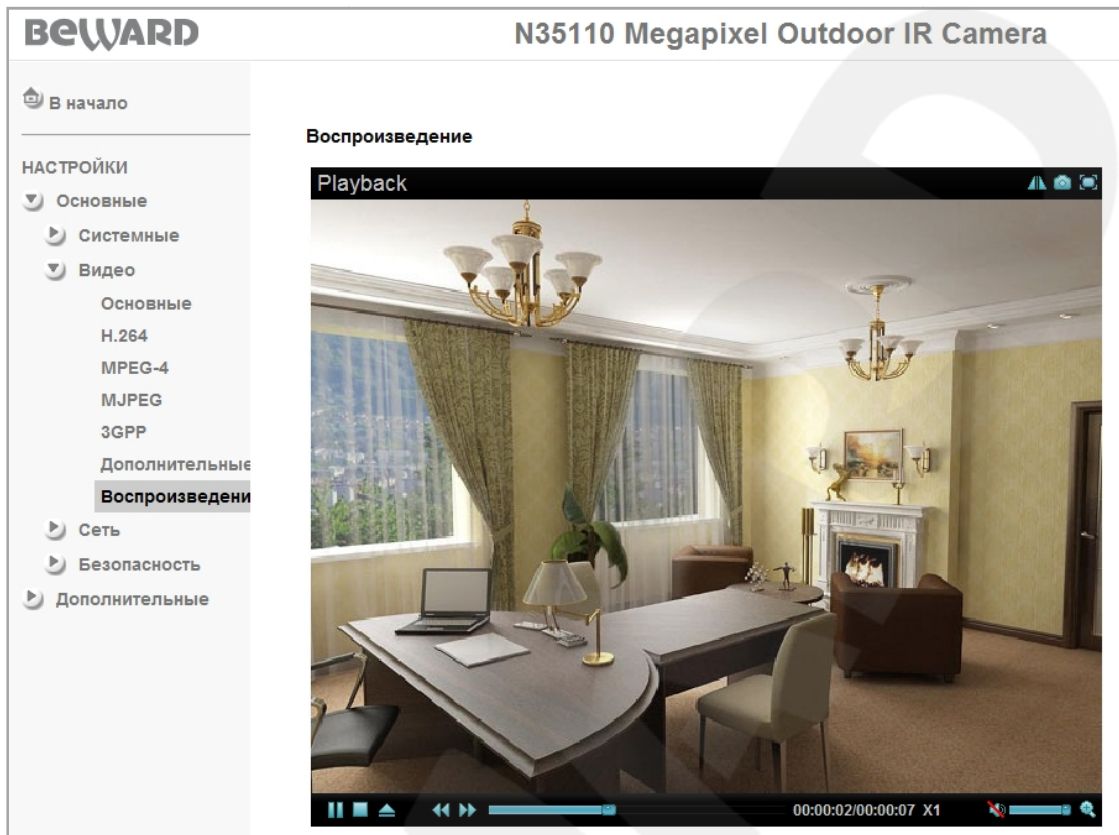 BEWARD
N35110 Megapixel Outdoor IR Camera
В начало
Воспроизведение
НАСТРОЙКИ
Основные
Системные
Видео
Основные
H.264
MPEG-4
MJPEG
3GPP
Дополнительные
Воспроизведени
Сеть
Безопасность
Дополнительные
Playback
00:00:02/00:00:07 X1